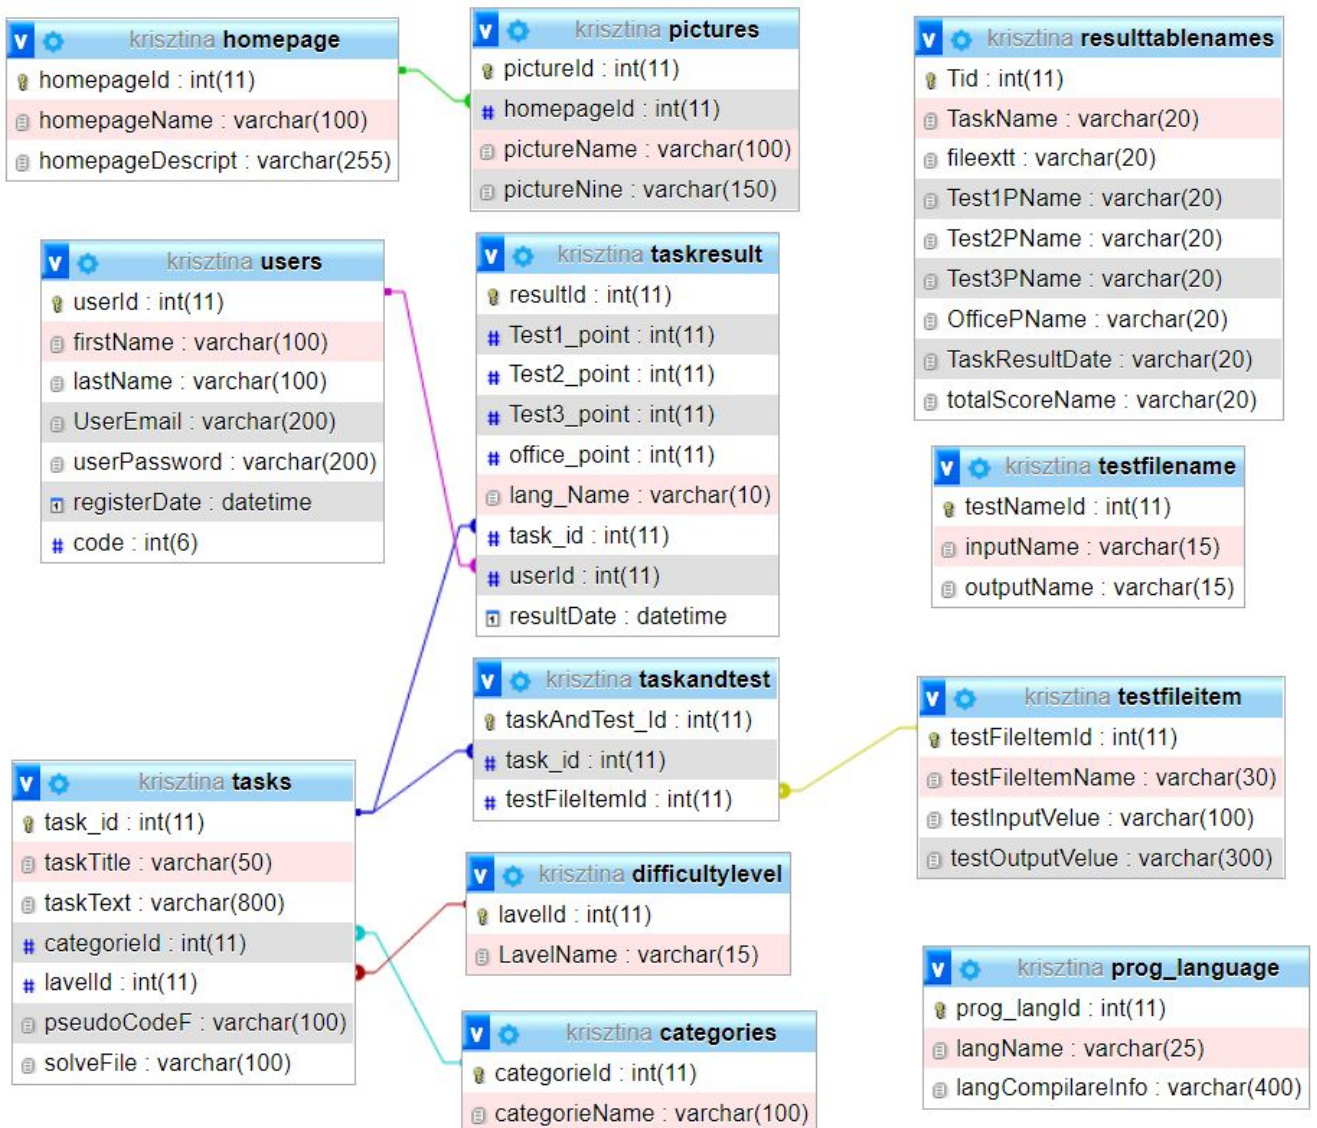 krisztina homepage
homepageId : int(11)
homepageName : varchar(100)
homepageDescript : varchar(255)
krisztina pictures
pictureId : int(11)
homepageId : int(11)
pictureName : varchar(100)
pictureNine : varchar(150)
krisztina resulttablenames
Tid : int(11)
TaskName : varchar(20)
fileextt : varchar(20)
Test1PName : varchar(20)
Test2PName : varchar(20)
Test3PName : varchar(20)
OfficePName : varchar(20)
TaskResultDate : varchar(20)
totalScoreName : varchar(20)
krisztina users
userId : int(11)
firstName : varchar(100)
lastName : varchar(100)
UserEmail : varchar(200)
userPassword : varchar(200)
registerDate : datetime
code : int(6)
krisztina taskresult
resultId : int(11)
Test1_point : int(11)
Test2_point : int(11)
Test3_point : int(11)
office_point : int(11)
lang_Name : varchar(10)
task_id : int(11)
userId : int(11)
resultDate : datetime
krisztina testfilename
testNameId : int(11)
inputName : varchar(15)
outputName : varchar(15)
krisztina taskandtest
taskAndTest_Id : int(11)
task_id : int(11)
testFileItemId : int(11)
krisztina testfileitem
testFileItemId : int(11)
testFileItemName : varchar(30)
testInputVelue : varchar(100)
testOutputVelue : varchar(300)
krisztina tasks
task_id : int(11)
taskTitle : varchar(50)
taskText : varchar(800)
categorieId : int(11)
lavelId : int(11)
pseudoCodeF : varchar(100)
solveFile : varchar(100)
krisztina difficultylevel
lavelId : int(11)
LavelName : varchar(15)
krisztina categories
categorieId : int(11)
categorieName : varchar(100)
krisztina prog_language
prog_langId : int(11)
langName : varchar(25)
langCompilareInfo : varchar(400)